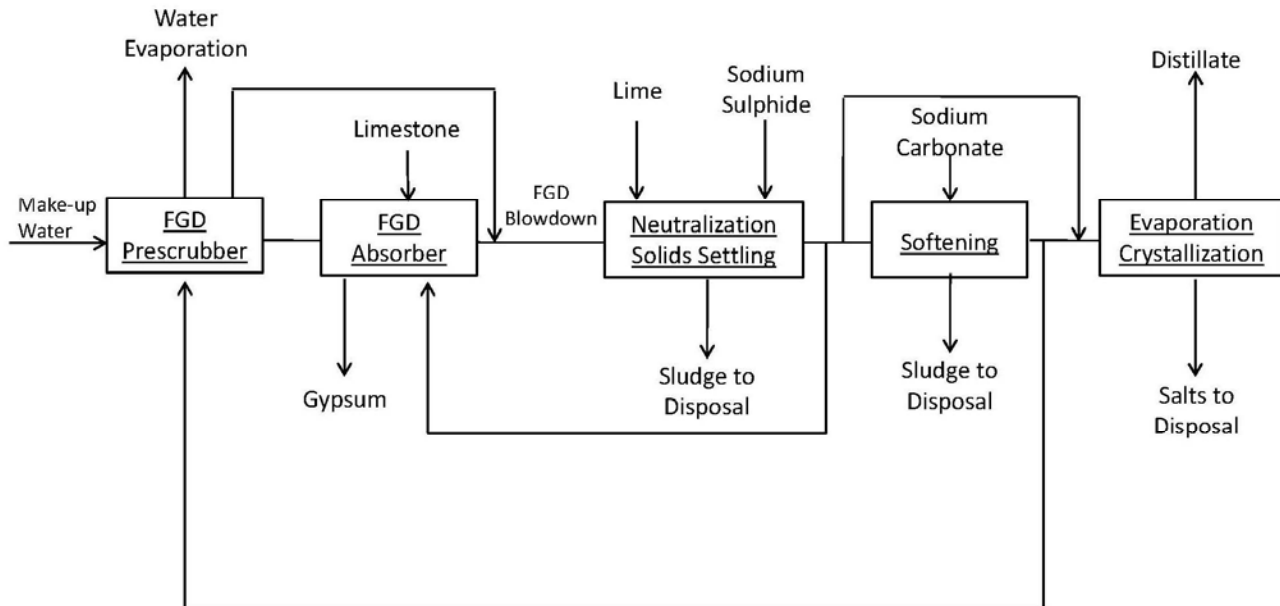 Water
Evaporation
Make-up
Water
FGD
Prescrubber
Limestone
FGD
Absorber
Gypsum
FGD
Blowdown
Lime
Sodium
Sulphide
Neutralization
Solids Settling
Sludge to
Disposal
Sodium
Carbonate
Softening
Sludge to
Disposal
Distillate
Evaporation
Crystallization
Salts to
Disposal